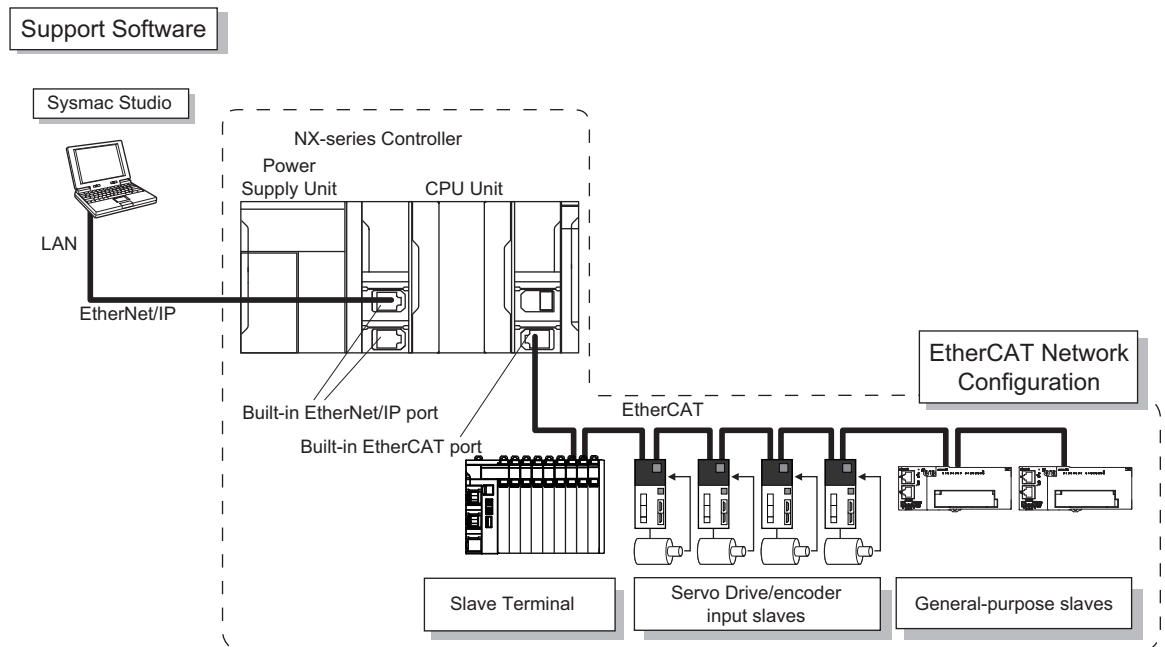 Support Software
Sysmac Studio
NX-series Controller
Power
Supply Unit
CPU Unit
LAN
EtherNet/IP
EtherCAT Network
Configuration
Built-in EtherNet/IP port
EtherCAT
Built-in EtherCAT port
Slave Terminal
Servo Drive/encoder
input slaves
General-purpose slaves